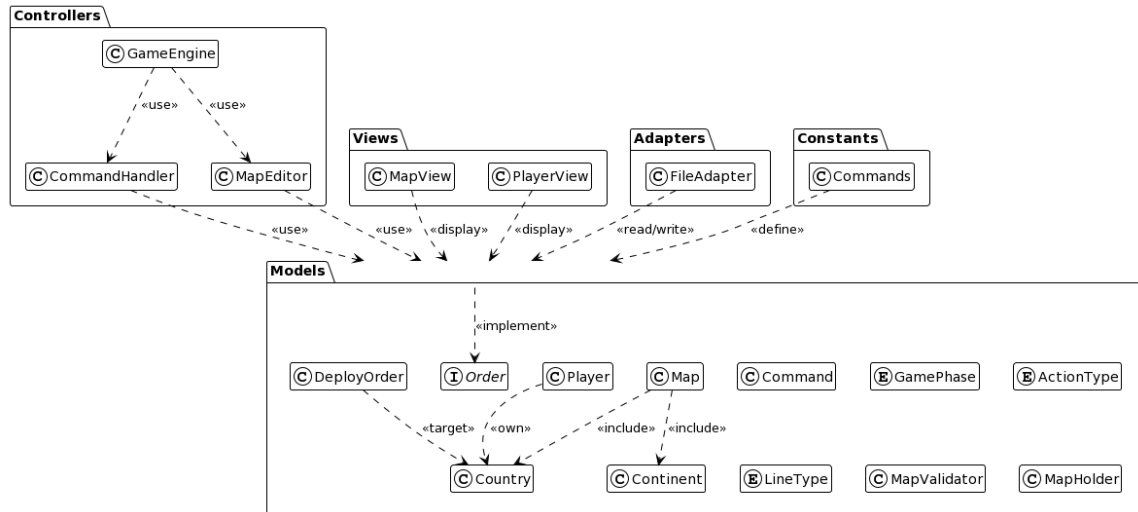 Controllers
C GameEngine
«use»
«use»
Views
Adapters
Constants
C CommandHandler
C MapEditor
C MapView
C PlayerView
C FileAdapter
C Commands
«use»
«use»
«display»
«display»
«read/write»
«define»
Models
«implement»
C DeployOrder
I Order
C Player
C Map
C Command
E GamePhase
E ActionType
«target»
«own»
«include»
«include»
C Country
C Continent
E LineType
C MapValidator
C MapHolder